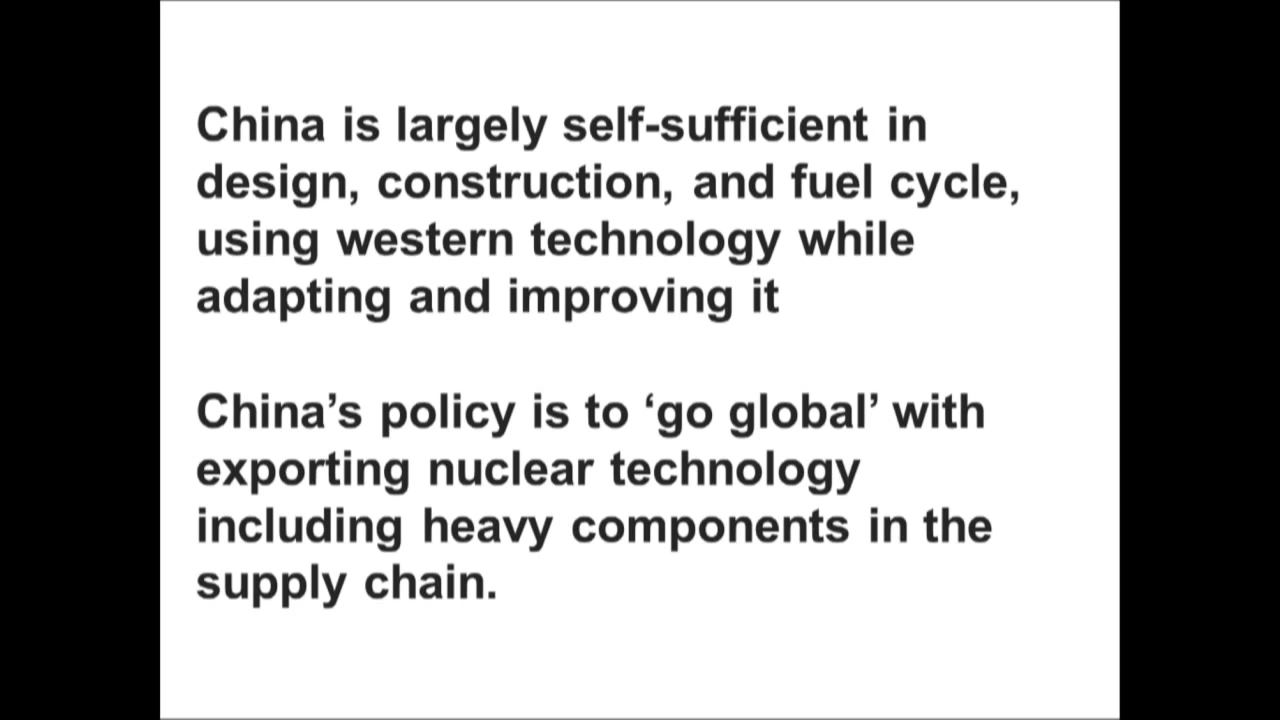 China is largely self-sufficient in
design, construction, and fuel cycle,
using western technology while
adapting and improving it
China’s policy is to ‘go global’ with
exporting nuclear technology
including heavy components in the
supply chain.